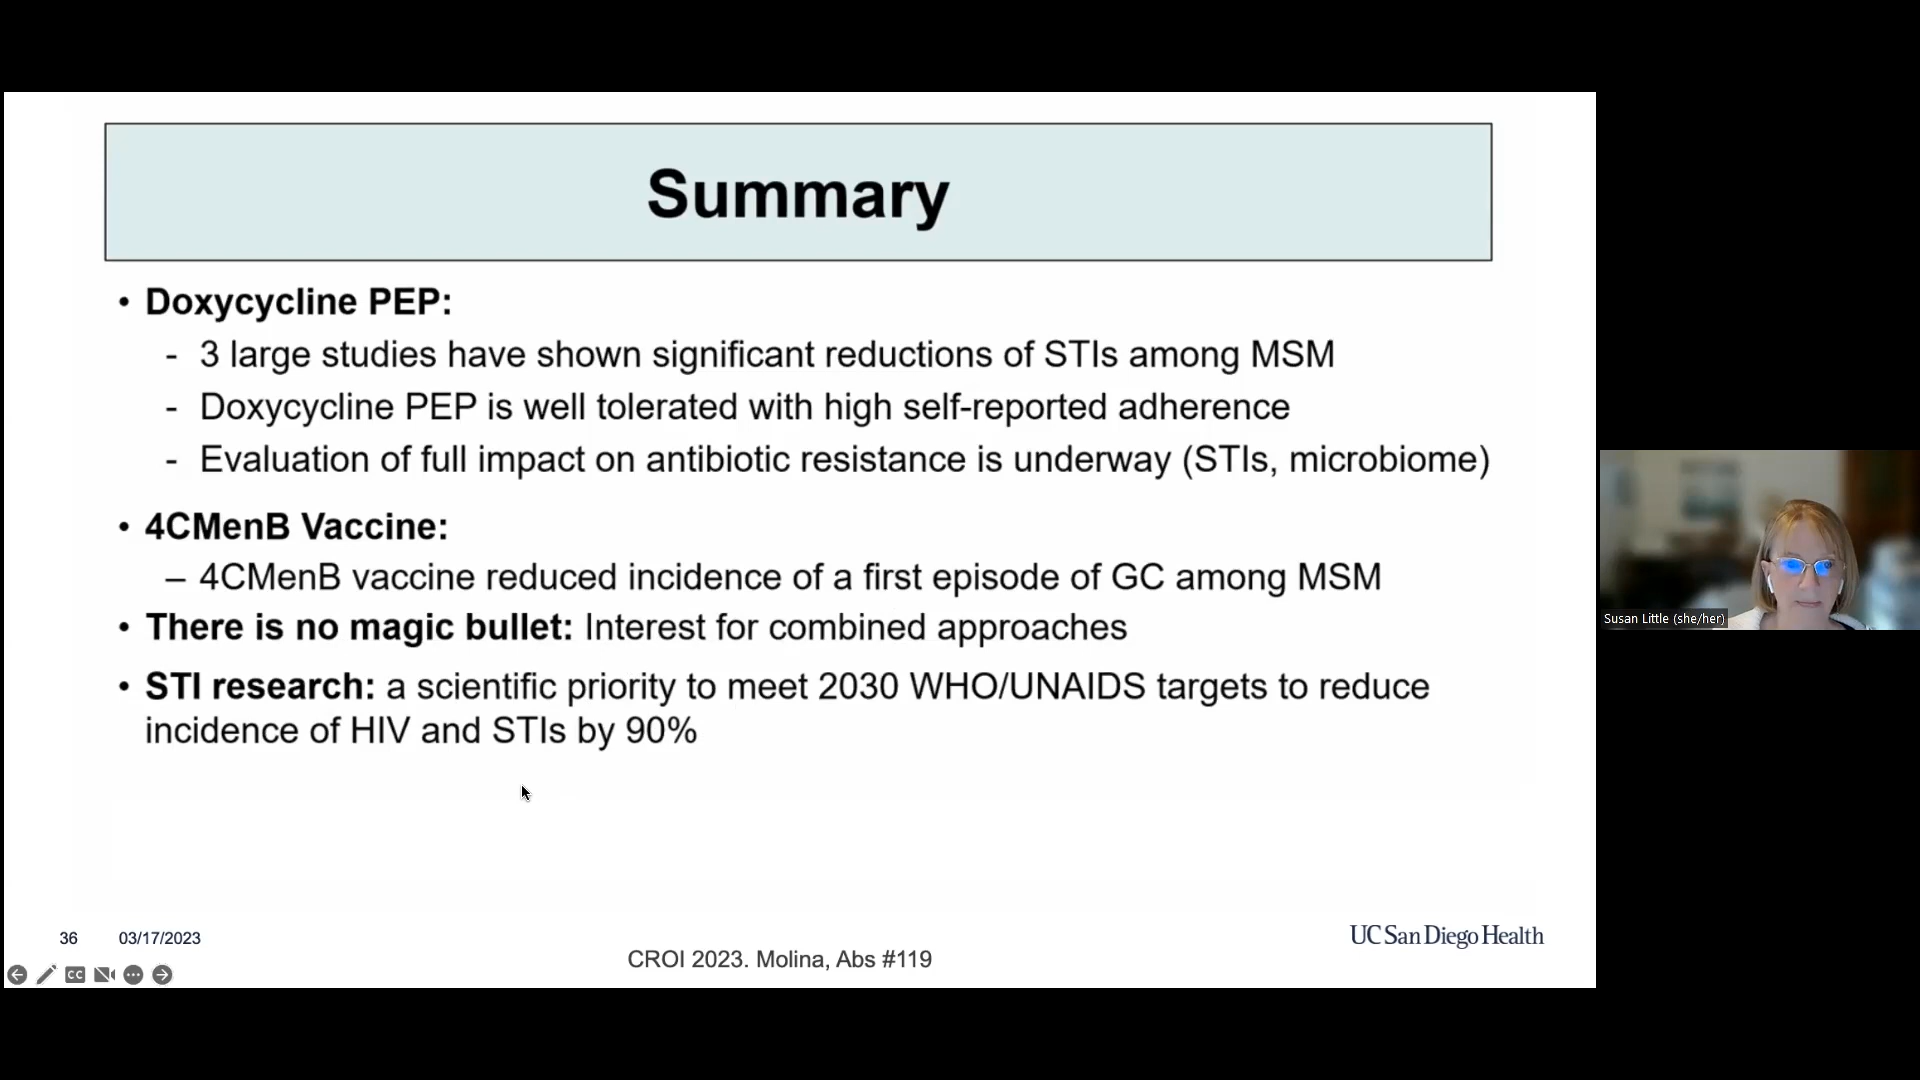 Summary
• Doxycycline PEP:
- 3 large studies have shown significant reductions of STIs among MSM
- Doxycycline PEP is well tolerated with high self-reported adherence
- Evaluation of full impact on antibiotic resistance is underway (STIs, microbiome)
• 4CMenB Vaccine:
– 4CMenB vaccine reduced incidence of a first episode of GC among MSM
• There is no magic bullet: Interest for combined approaches
• STI research: a scientific priority to meet 2030 WHO/UNAIDS targets to reduce
incidence of HIV and STIs by 90%
Susan Little (she/her)
36 03/17/2023
CROI 2023. Molina, Abs #119
UC San Diego Health
CC